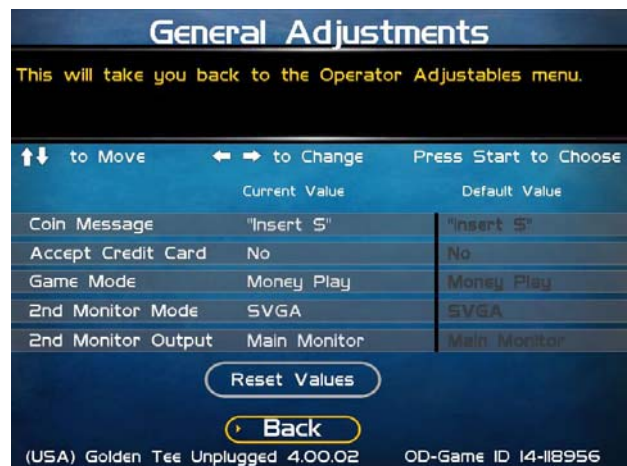 General Adjustments
This will take you back to the Operator Adjustables menu.
to Move to Change Press Start to Choose
Current Value Default Value
Coin Message "Insert $" "Insert $"
Accept Credit Card No No
Game Mode Money Play Money Play
2nd Monitor Mode SVGA SVGA
2nd Monitor Output Main Monitor Main Monitor
Reset Values
Back
(USA) Golden Tee Unplugged 4.00.02 OD-Game ID 14-118956